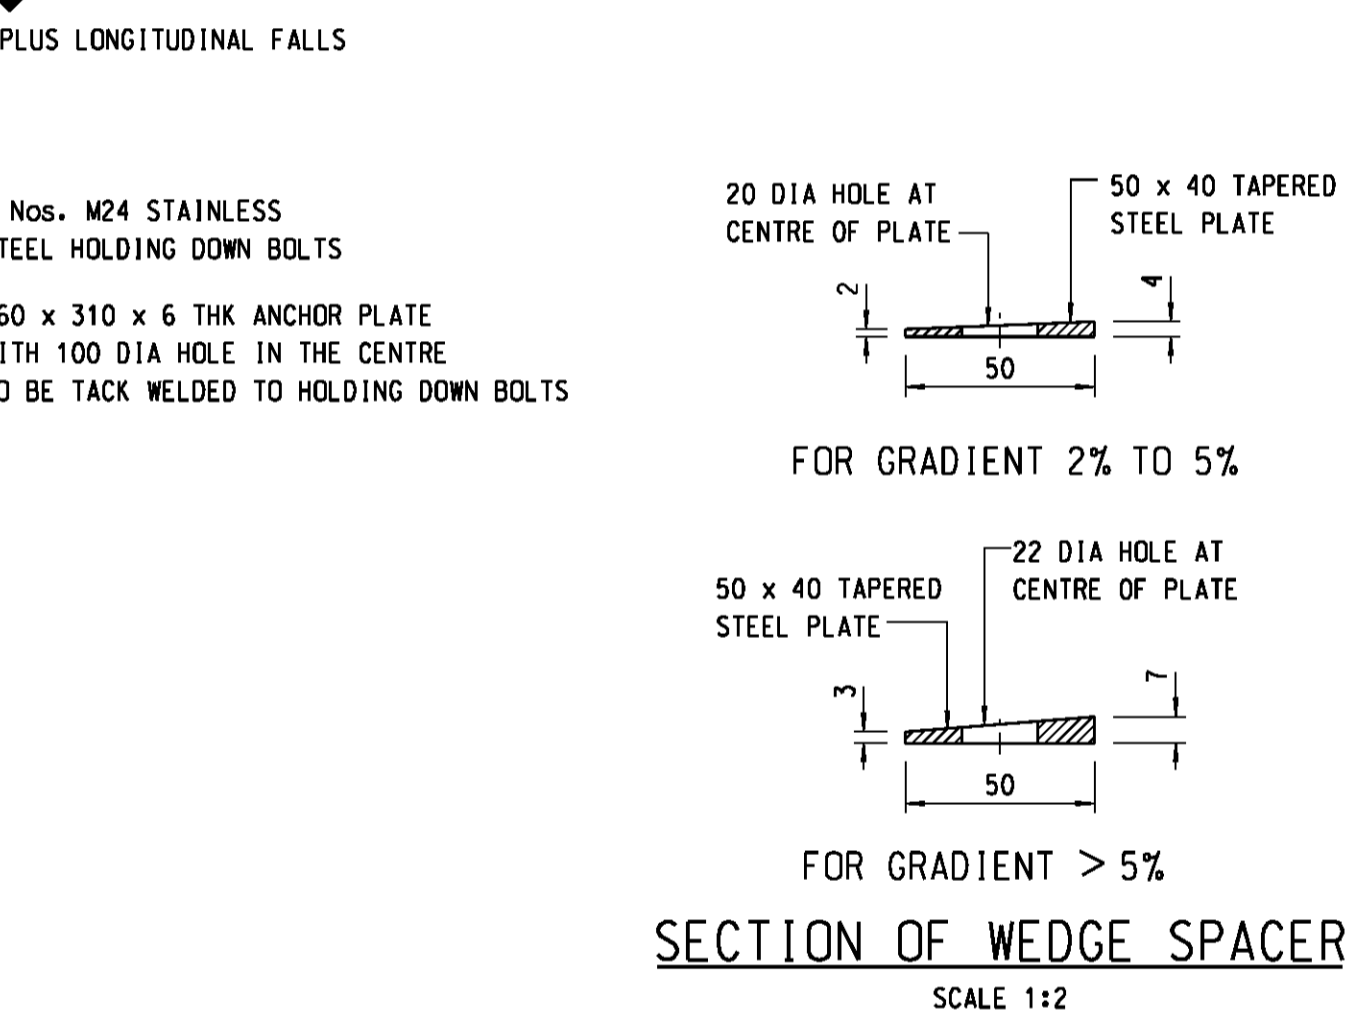 PLUS LONGITUDINAL FALLS
Nos. M24 STAINLESS
TEEL HOLDING DOWN BOLTS
60 x 310 x 6 THK ANCHOR PLATE
ITH 100 DIA HOLE IN THE CENTRE
O BE TACK WELDED TO HOLDING DOWN BOLTS
20 DIA HOLE AT
CENTRE OF PLATE
50 x 40 TAPERED
STEEL PLATE
2
4
50
FOR GRADIENT 2% TO 5%
22 DIA HOLE AT
CENTRE OF PLATE
50 x 40 TAPERED
STEEL PLATE
3
7
50
FOR GRADIENT > 5%
SECTION OF WEDGE SPACER
SCALE 1:2